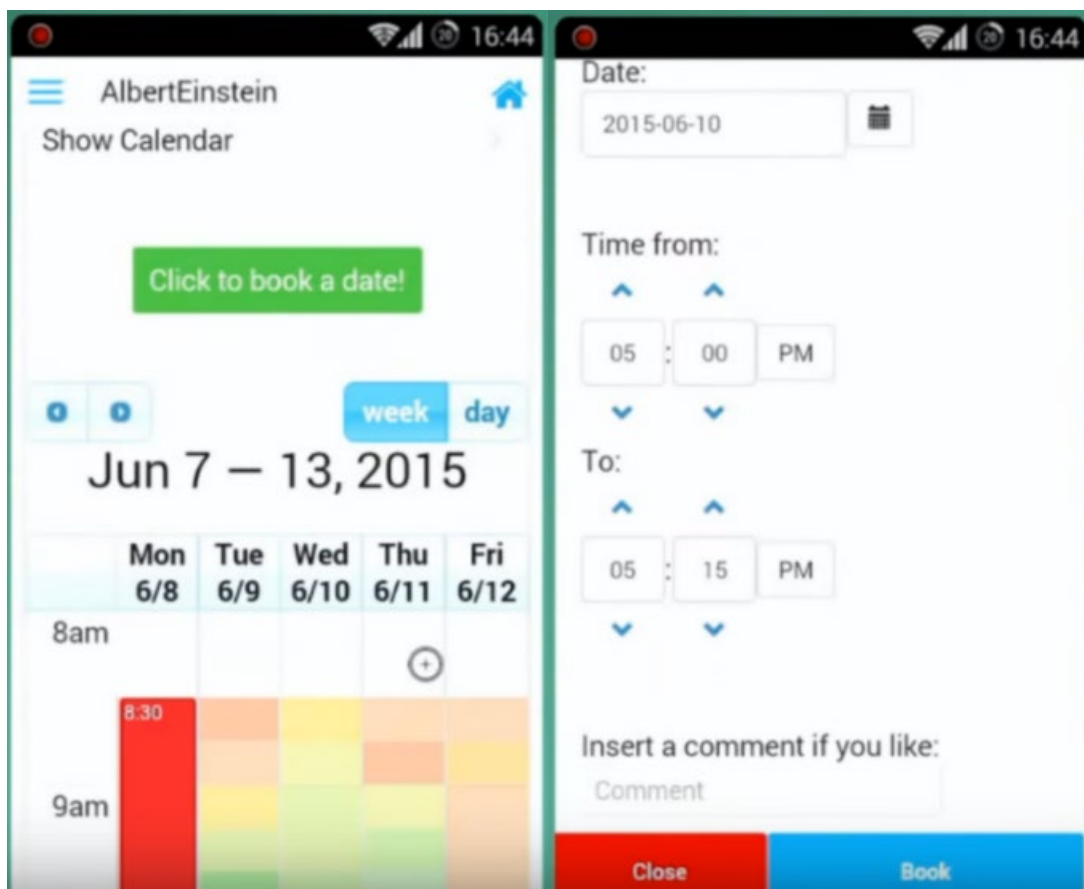 20 16:44
AlbertEinstein
Show Calendar
Click to book a date!
week day
Jun 7 — 13, 2015
Mon Tue Wed Thu Fri
6/8 6/9 6/10 6/11 6/12
8am
8:30
9am
20 16:44
Date:
2015-06-10
Time from:
05 : 00 PM
To:
05 : 15 PM
Insert a comment if you like:
Comment
Close Book